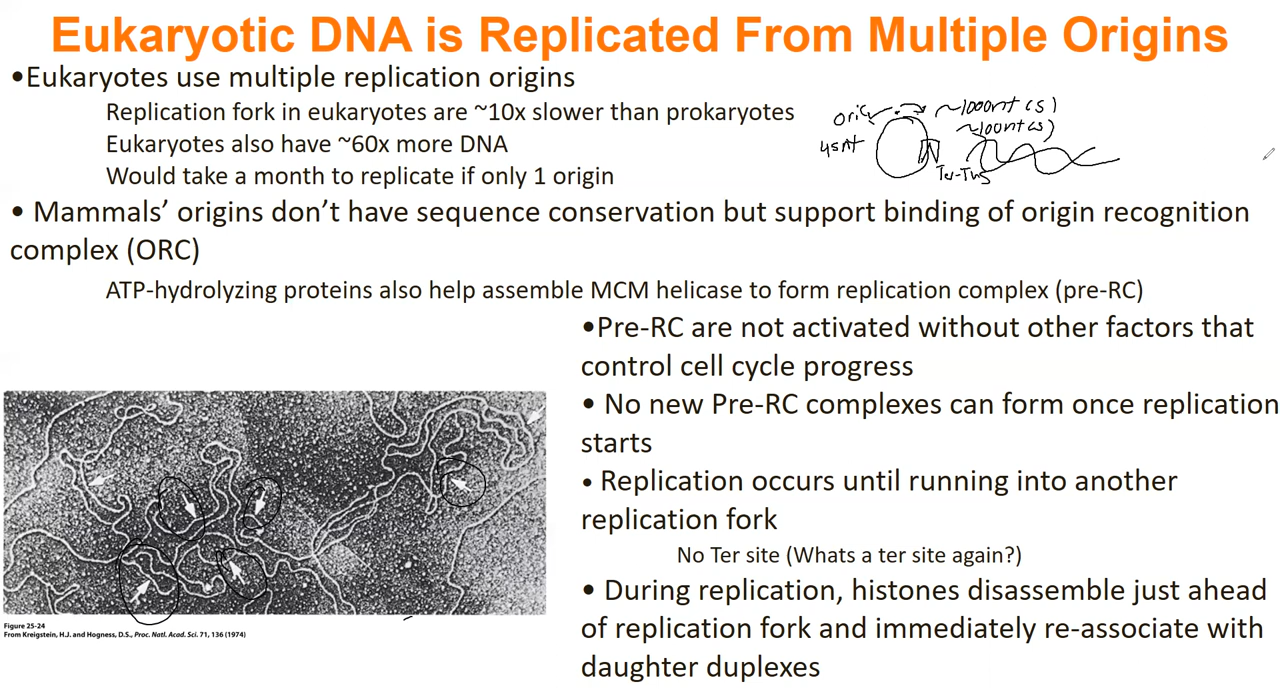 Eukaryotic DNA is Replicated From Multiple Origins
•Eukaryotes use multiple replication origins
Replication fork in eukaryotes are ~10x slower than prokaryotes
Eukaryotes also have ~60x more DNA
Would take a month to replicate if only 1 origin
oriC
~1000nt (s)
~100nt (s)
Ter-Tus
• Mammals’ origins don’t have sequence conservation but support binding of origin recognition
complex (ORC)
ATP-hydrolyzing proteins also help assemble MCM helicase to form replication complex (pre-RC)
•Pre-RC are not activated without other factors that
control cell cycle progress
• No new Pre-RC complexes can form once replication
starts
• Replication occurs until running into another
replication fork
No Ter site (Whats a ter site again?)
• During replication, histones disassemble just ahead
of replication fork and immediately re-associate with
daughter duplexes
Figure 25-24
From Kreigstein, H.J. and Hogness, D.S., Proc. Natl. Acad. Sci. 71, 136 (1974)